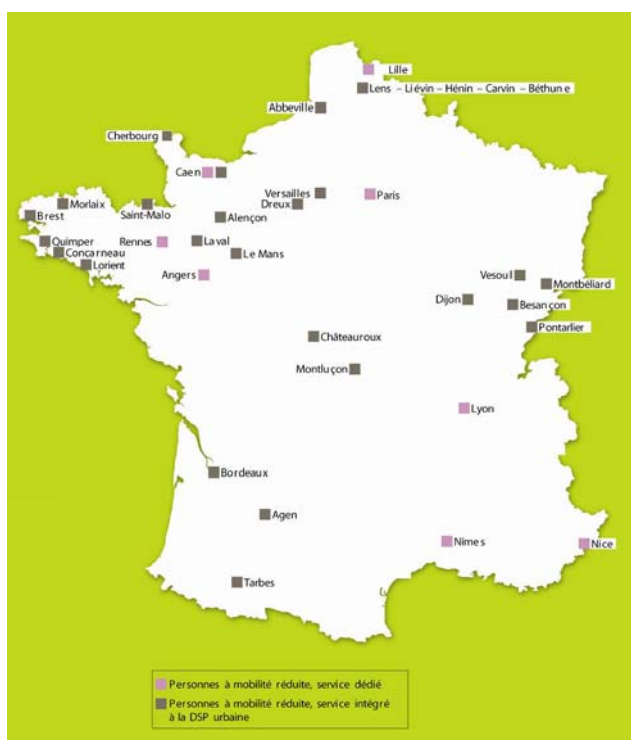 Lille
Lens - Liévin - Hénin - Carvin - Béthune
Abbeville
Cherbourg
Caen
Versailles
Paris
Dreux
Morlaix
Saint-Malo
Brest
Alençon
Quimper
Rennes
Laval
Concarneau
Le Mans
Lorient
Angers
Vesoul
Montbéliard
Dijon
Besançon
Pontarlier
Châteauroux
Montluçon
Lyon
Bordeaux
Agen
Nîmes
Nice
Tarbes
Personnes à mobilité réduite, service dédié
Personnes à mobilité réduite, service intégré
à la DSP urbaine